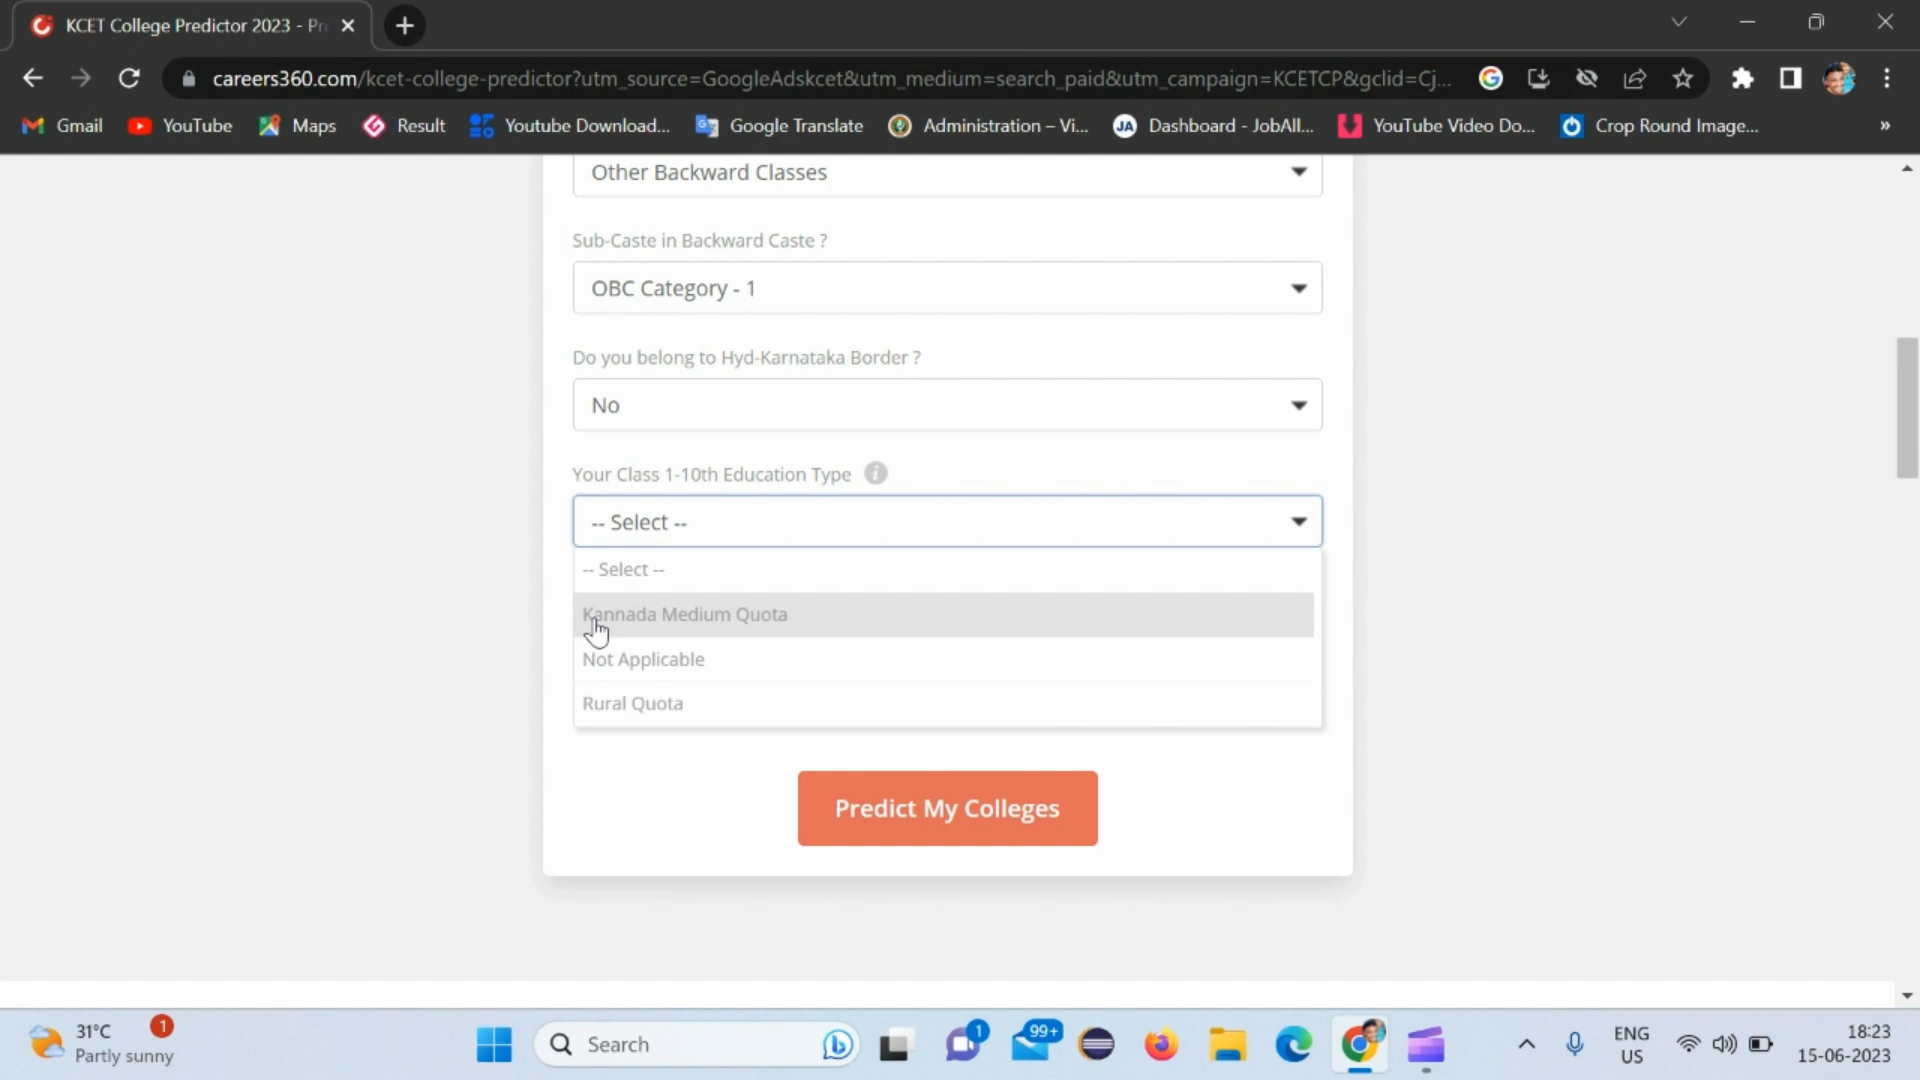 KCET College Predictor 2023 - Pr
careers360.com/kcet-college-predictor?utm_source=GoogleAdskcet&utm_medium=search_paid&utm_campaign=KCETCP&gclid=Cj...
Gmail YouTube Maps Result Youtube Download... Google Translate Administration – Vi... JA Dashboard - JobAll... YouTube Video Do... Crop Round Image... »
Other Backward Classes
Sub-Caste in Backward Caste ?
OBC Category - 1
Do you belong to Hyd-Karnataka Border ?
No
Your Class 1-10th Education Type i
-- Select --
-- Select --
Kannada Medium Quota
Not Applicable
Rural Quota
Predict My Colleges
31°C 1
Partly sunny
Search
1
99+
ENG
US
18:23
15-06-2023